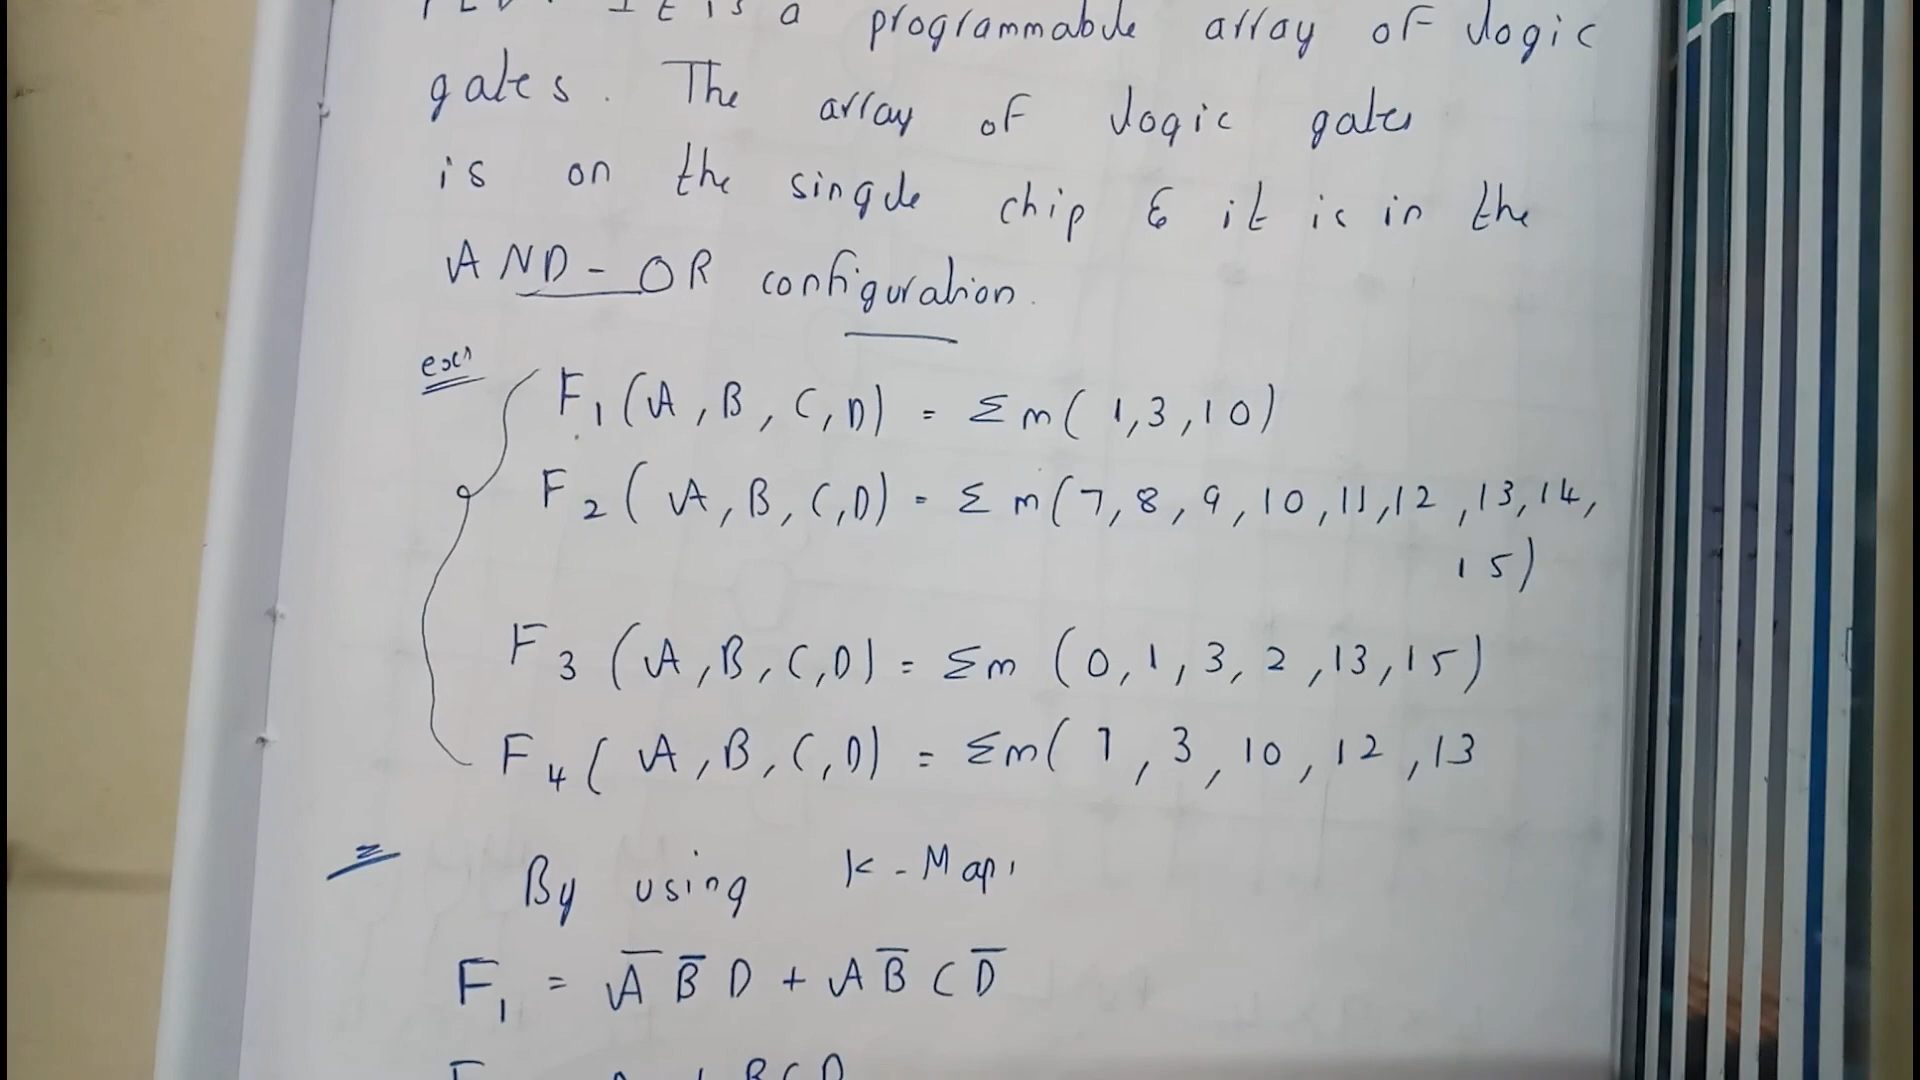 It is a programmable array of logic
gates. The array of logic gates
is on the single chip & it is in the
AND-OR configuration.
ex:
F₁(A,B,C,D) = Σm(1,3,10)
F₂(A,B,C,D) = Σm(7,8,9,10,11,12,13,14,
15)
F₃(A,B,C,D) = Σm(0,1,3,2,13,15)
F₄(A,B,C,D) = Σm(7,3,10,12,13
By using K-Map,
F₁ = A̅ B̅ D + A B̅ C D̅